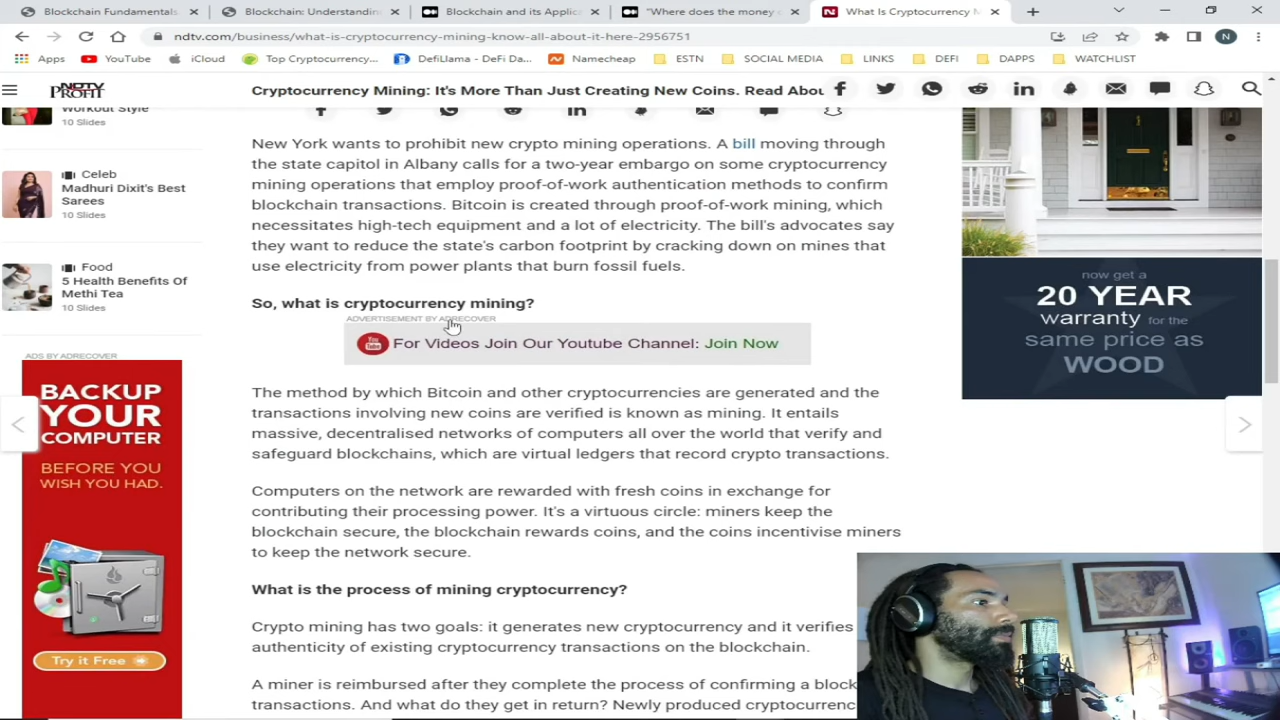 Blockchain Fundamentals
Blockchain: Understandin
Blockchain and its Applic
"Where does the money
What Is Cryptocurrency M
ndtv.com/business/what-is-cryptocurrency-mining-know-all-about-it-here-2956751
N
Apps
YouTube
iCloud
Top Cryptocurrency...
DefiLlama - DeFi Da...
Namecheap
ESTN
SOCIAL MEDIA
LINKS
DEFI
DAPPS
WATCHLIST
NDTV
PROFIT
Cryptocurrency Mining: It's More Than Just Creating New Coins. Read Abou
Workout Style
10 Slides
Celeb
Madhuri Dixit's Best
Sarees
10 Slides
Food
5 Health Benefits Of
Methi Tea
10 Slides
ADS BY ADRECOVER
BACKUP
YOUR
COMPUTER
BEFORE YOU
WISH YOU HAD.
Try it Free
New York wants to prohibit new crypto mining operations. A bill moving through
the state capitol in Albany calls for a two-year embargo on some cryptocurrency
mining operations that employ proof-of-work authentication methods to confirm
blockchain transactions. Bitcoin is created through proof-of-work mining, which
necessitates high-tech equipment and a lot of electricity. The bill's advocates say
they want to reduce the state's carbon footprint by cracking down on mines that
use electricity from power plants that burn fossil fuels.
So, what is cryptocurrency mining?
ADVERTISEMENT BY ADRECOVER
You
Tube
For Videos Join Our Youtube Channel: Join Now
The method by which Bitcoin and other cryptocurrencies are generated and the
transactions involving new coins are verified is known as mining. It entails
massive, decentralised networks of computers all over the world that verify and
safeguard blockchains, which are virtual ledgers that record crypto transactions.
Computers on the network are rewarded with fresh coins in exchange for
contributing their processing power. It's a virtuous circle: miners keep the
blockchain secure, the blockchain rewards coins, and the coins incentivise miners
to keep the network secure.
What is the process of mining cryptocurrency?
Crypto mining has two goals: it generates new cryptocurrency and it verifies
authenticity of existing cryptocurrency transactions on the blockchain.
A miner is reimbursed after they complete the process of confirming a block
transactions. And what do they get in return? Newly produced cryptocurrenc
now get a
20 YEAR
warranty for the
same price as
WOOD